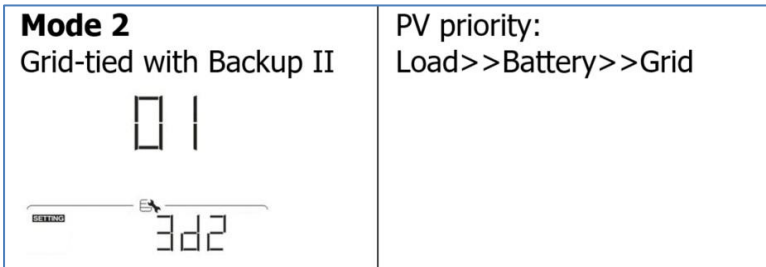 Mode 2
Grid-tied with Backup II
01
SETTING
3d2
PV priority:
Load>>Battery>>Grid